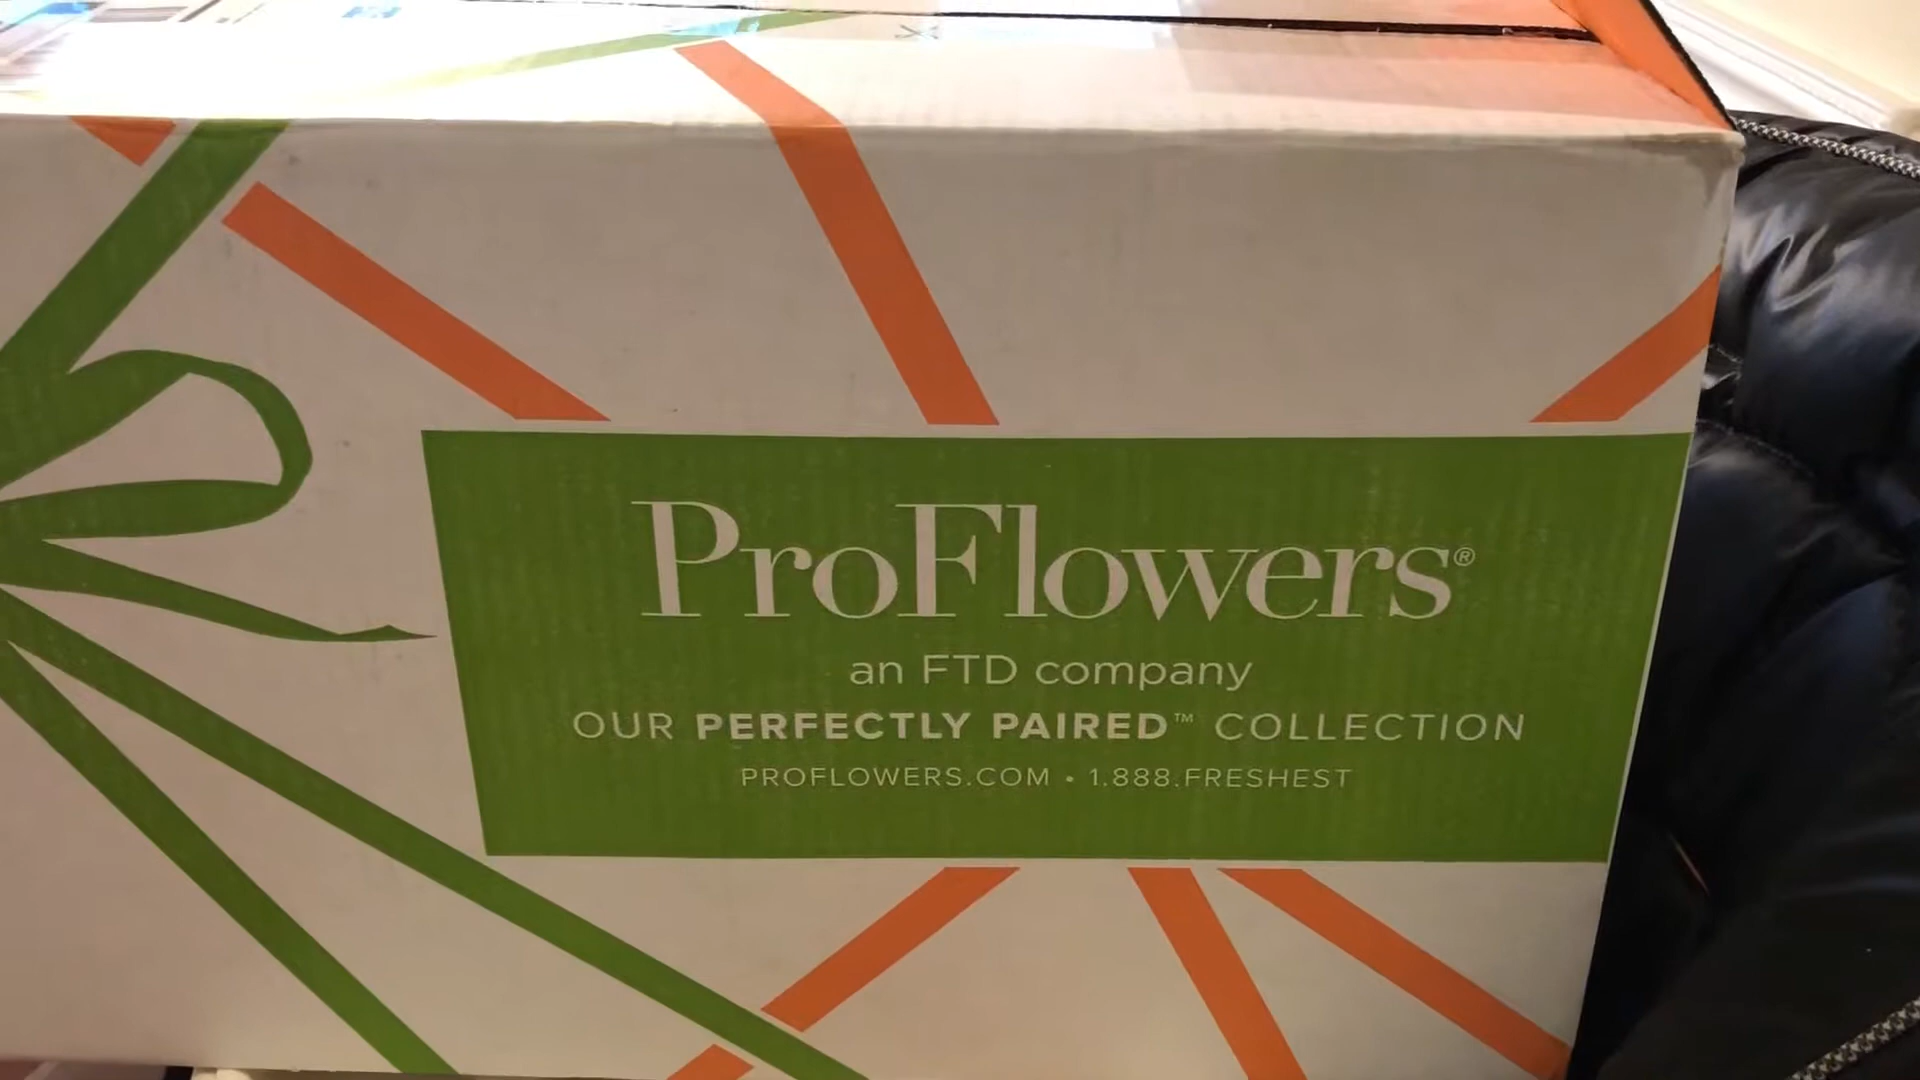 ProFlowers®
an FTD company
OUR PERFECTLY PAIRED™ COLLECTION
PROFLOWERS.COM • 1.888.FRESHEST